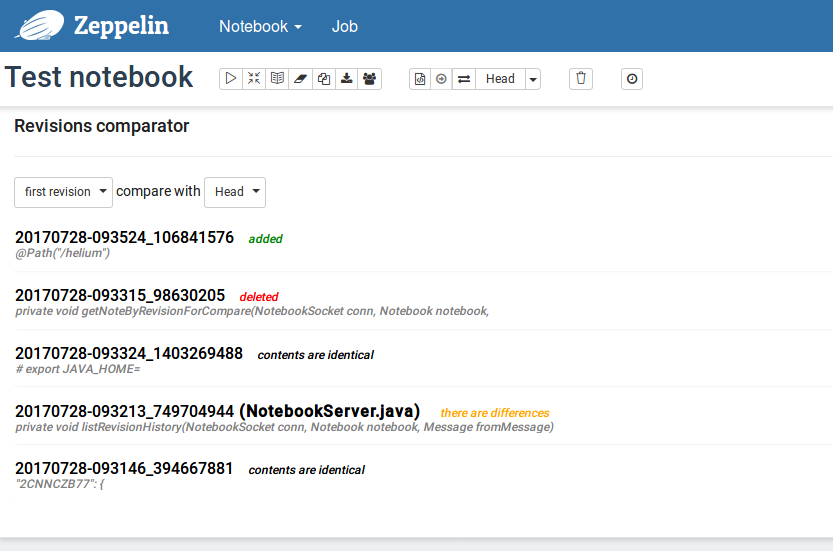 Zeppelin Notebook Job
Test notebook Head
Revisions comparator
first revision compare with Head
20170728-093524_106841576 added
@Path("/helium")
20170728-093315_98630205 deleted
private void getNoteByRevisionForCompare(NotebookSocket conn, Notebook notebook,
20170728-093324_1403269488 contents are identical
# export JAVA_HOME=
20170728-093213_749704944 (NotebookServer.java) there are differences
private void listRevisionHistory(NotebookSocket conn, Notebook notebook, Message fromMessage)
20170728-093146_394667881 contents are identical
"2CNNCZB77": {